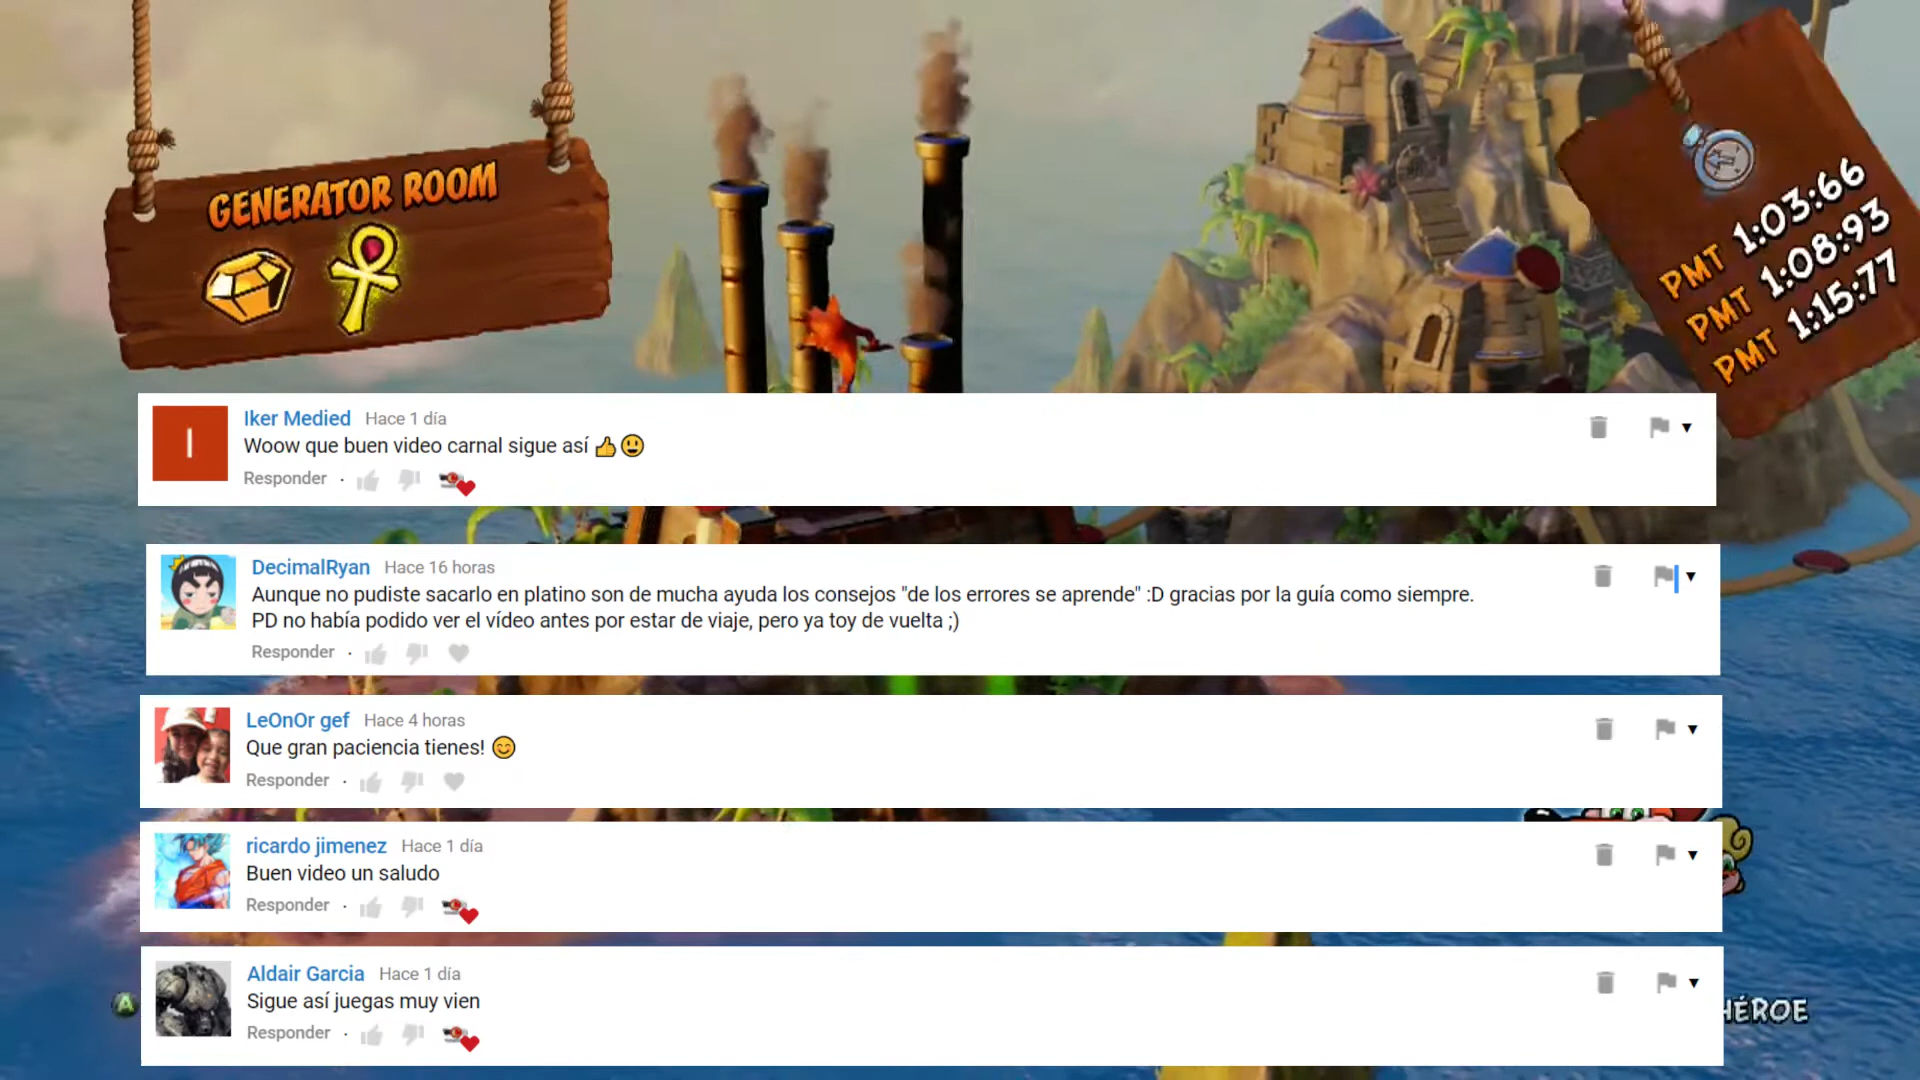 GENERATOR ROOM
PMT 1:03:66
PMT 1:08:93
PMT 1:15:77
I
Iker Medied Hace 1 día
Woow que buen video carnal sigue así 👍😃
Responder ·
DecimalRyan Hace 16 horas
Aunque no pudiste sacarlo en platino son de mucha ayuda los consejos "de los errores se aprende" :D gracias por la guía como siempre.
PD no había podido ver el vídeo antes por estar de viaje, pero ya toy de vuelta ;)
Responder ·
LeOnOr gef Hace 4 horas
Que gran paciencia tienes! 😊
Responder ·
ricardo jimenez Hace 1 día
Buen video un saludo
Responder ·
Aldair Garcia Hace 1 día
Sigue así juegas muy vien
Responder ·
A
HÉROE